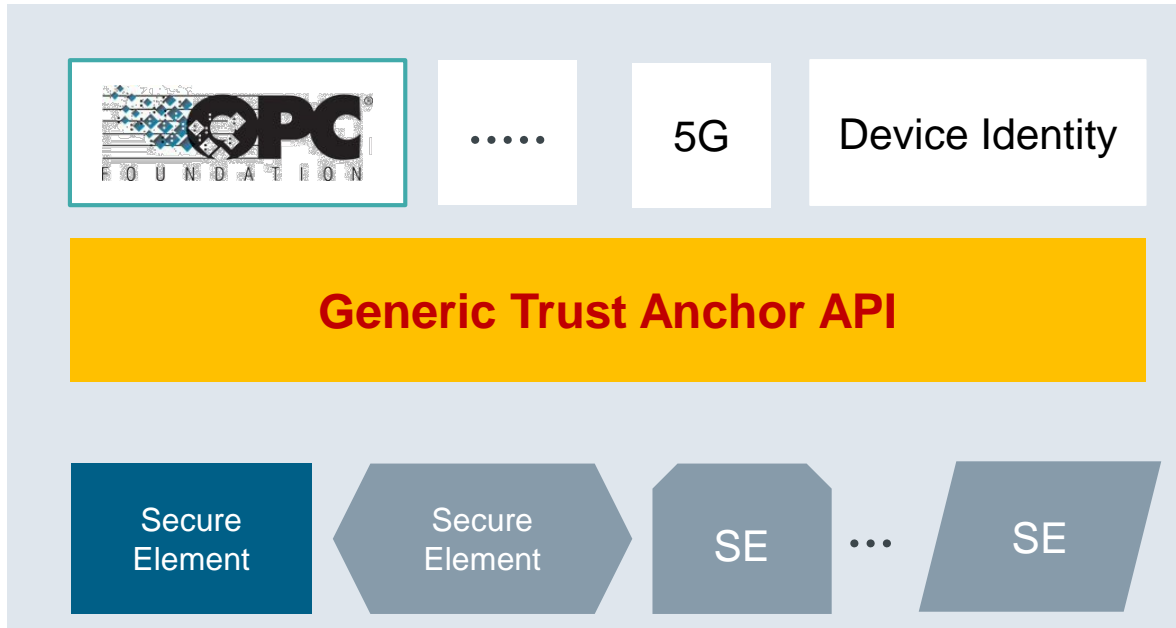 OPC®
FOUNDATION
.....
5G
Device Identity
Generic Trust Anchor API
Secure
Element
Secure
Element
SE
...
SE